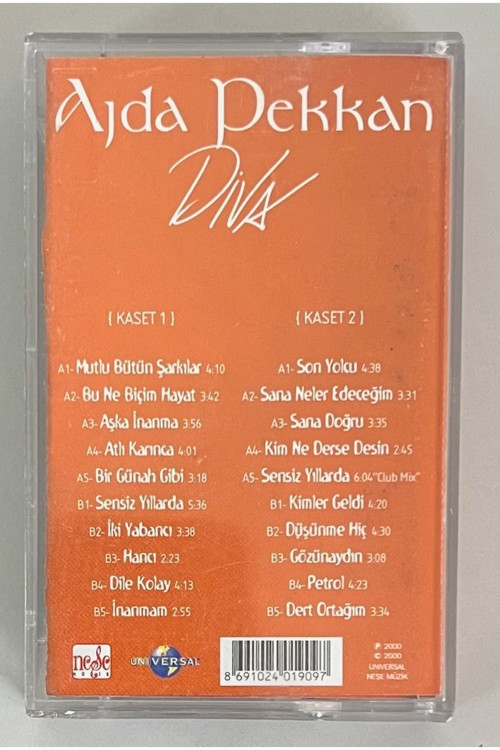 Ajda Pekkan
Diva
{ KASET 1 }
A1- Mutlu Bütün Şarkılar 4:10
A2- Bu Ne Biçim Hayat 3:42
A3- Aşka İnanma 3:56
A4- Atlı Karınca 4:01
A5- Bir Günah Gibi 3:18
B1- Sensiz Yıllarda 5:36
B2- İki Yabancı 3:38
B3- Hancı 2:23
B4- Dile Kolay 4:13
B5- İnanmam 2:55
{ KASET 2 }
A1- Son Yolcu 4:38
A2- Sana Neler Edeceğim 3:31
A3- Sana Doğru 3:35
A4- Kim Ne Derse Desin 2:45
A5- Sensiz Yıllarda 6:04 "Club Mix"
B1- Kimler Geldi 4:20
B2- Düşünme Hiç 4:30
B3- Gözünaydın 3:08
B4- Petrol 4:23
B5- Dert Ortağım 3:34
neşe
müzik
UNIVERSAL
8 691024 019097
℗ 2000
© 2000
UNIVERSAL
NEŞE MÜZİK